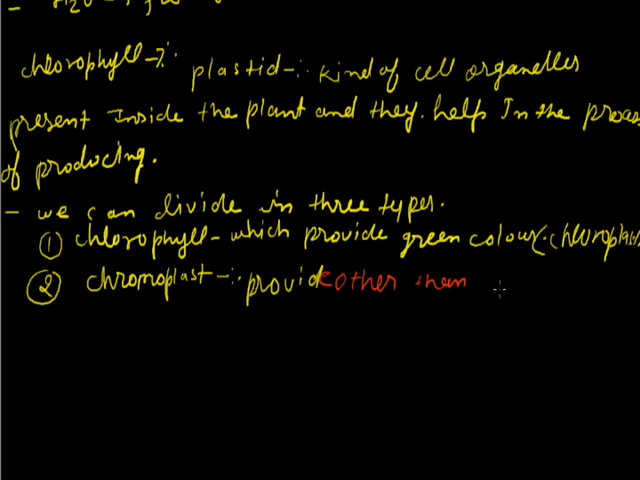 chlorophyll -:. plastid -:. kind of cell organelles
present Inside the plant and they. help In the process
of producing.
- we can divide in three types.
① chlorophyll - which provide green colour. chloroplast
② chromoplast -:. provide other than